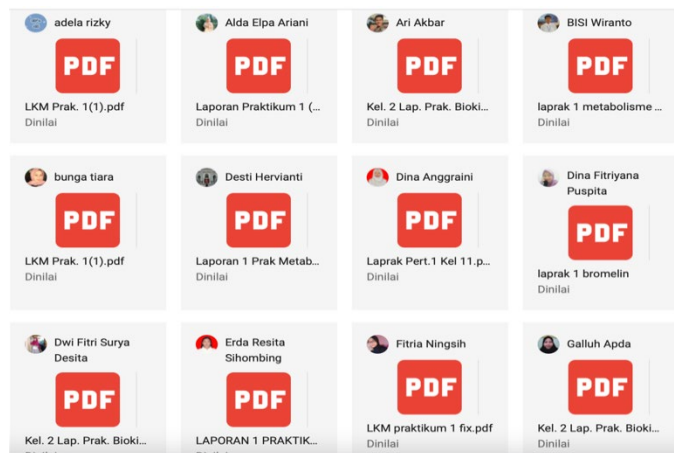 adela rizky
PDF
LKM Prak. 1(1).pdf
Dinilai
Alda Elpa Ariani
PDF
Laporan Praktikum 1 (...
Dinilai
Ari Akbar
PDF
Kel. 2 Lap. Prak. Bioki...
Dinilai
BISI Wiranto
PDF
laprak 1 metabolisme ...
Dinilai
bunga tiara
PDF
LKM Prak. 1(1).pdf
Dinilai
Desti Hervianti
PDF
Laporan 1 Prak Metab...
Dinilai
Dina Anggraini
PDF
Laprak Pert.1 Kel 11.p...
Dinilai
Dina Fitriyana
Puspita
PDF
laprak 1 bromelin
Dinilai
Dwi Fitri Surya
Desita
PDF
Kel. 2 Lap. Prak. Bioki...
Erda Resita
Sihombing
PDF
LAPORAN 1 PRAKTIK...
Fitria Ningsih
PDF
LKM praktikum 1 fix.pdf
Dinilai
Galluh Apda
PDF
Kel. 2 Lap. Prak. Bioki...
Dinilai